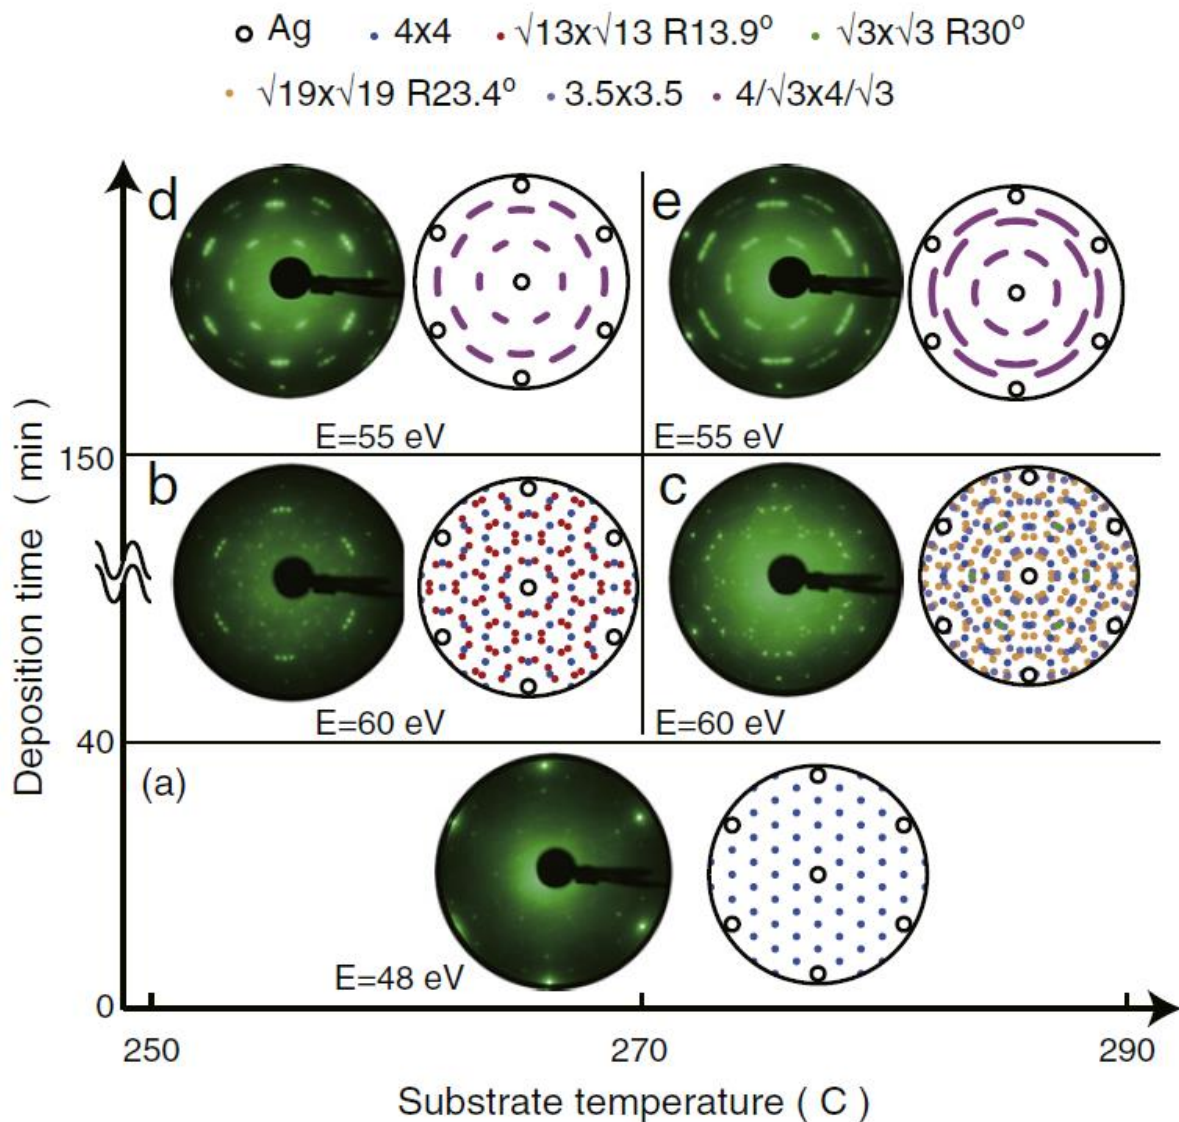 Ag 4x4 √13x√13 R13.9° √3x√3 R30°
√19x√19 R23.4° 3.5x3.5 4/√3x4/√3
d e
E=55 eV E=55 eV
150
b c
E=60 eV E=60 eV
40
(a)
E=48 eV
0
250 270 290
Deposition time ( min )
Substrate temperature ( C )